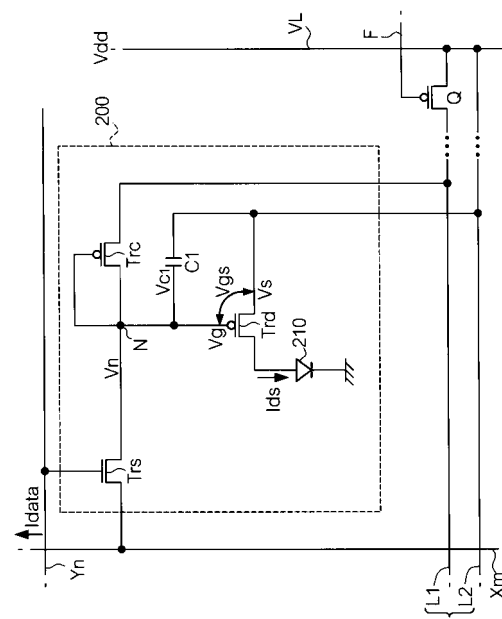 Vdd
VL
F
Q
200
Trc
Vc1
C1
Vgs
Vg
Vs
Trd
N
Vn
210
Ids
Trs
Idata
Yn
L1
L2
Xm